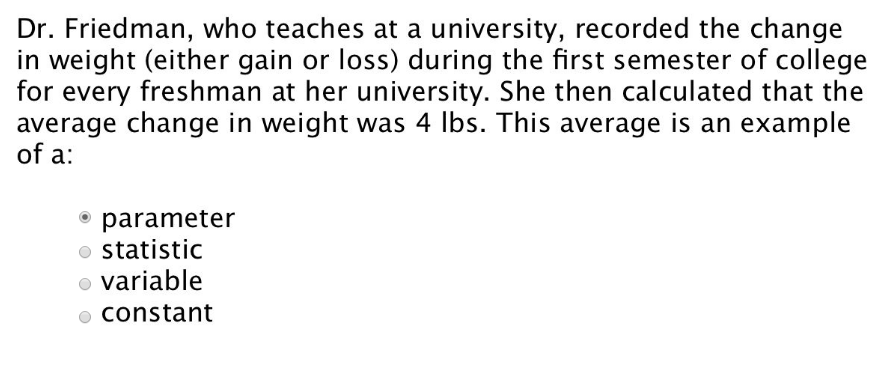 Dr. Friedman, who teaches at a university, recorded the change
in weight (either gain or loss) during the first semester of college
for every freshman at her university. She then calculated that the
average change in weight was 4 lbs. This average is an example
of a:
parameter
statistic
variable
constant